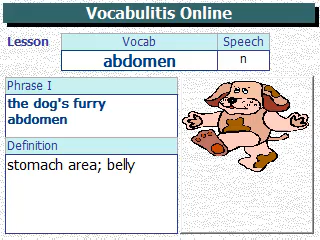 Vocabulitis Online
Lesson Vocab Speech
abdomen n
Phrase I
the dog's furry
abdomen
Definition
stomach area; belly